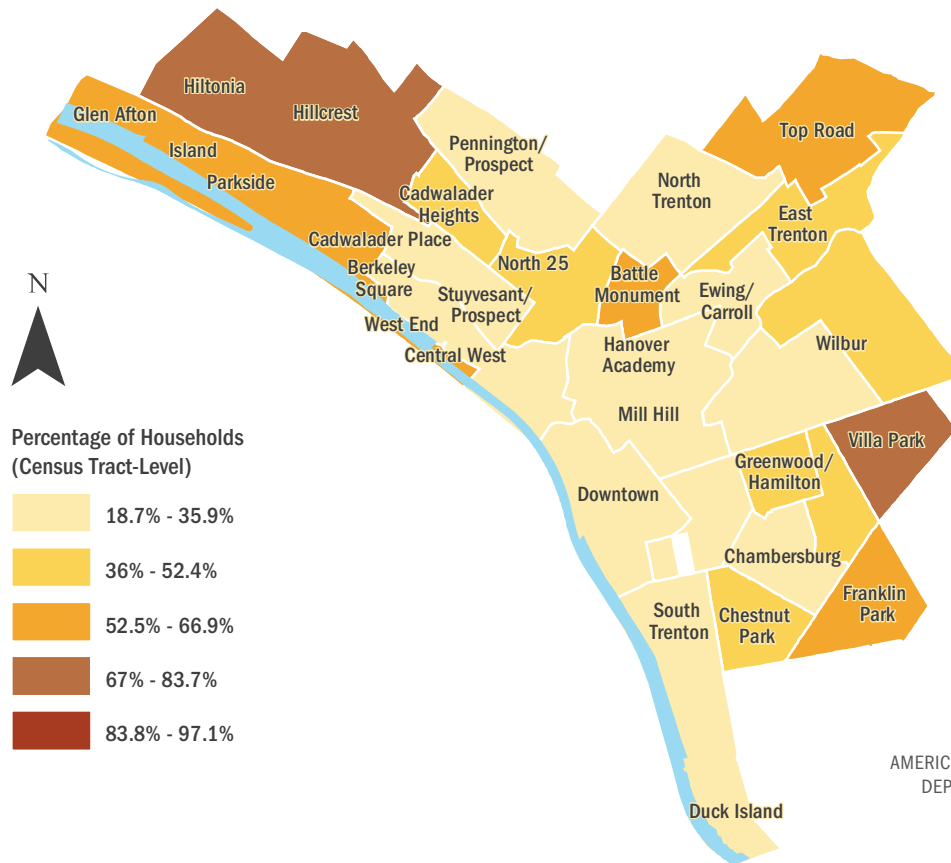 Hiltonia
Hillcrest
Glen Afton
Island
Parkside
Pennington/
Prospect
Top Road
North
Trenton
Cadwalader
Heights
East
Trenton
Cadwalader Place
North 25
Battle
Monument
Berkeley
Square
Stuyvesant/
Prospect
Ewing/
Carroll
West End
Central West
Hanover
Academy
Wilbur
Mill Hill
N
Villa Park
Greenwood/
Hamilton
Downtown
Chambersburg
Franklin
Park
South
Trenton
Chestnut
Park
Duck Island
Percentage of Households
(Census Tract-Level)
18.7% - 35.9%
36% - 52.4%
52.5% - 66.9%
67% - 83.7%
83.8% - 97.1%
AMERIC
DEP